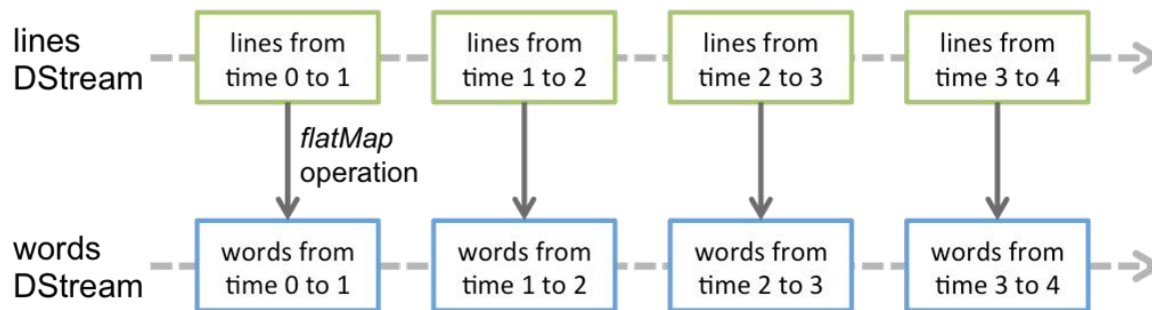 lines
DStream
lines from
time 0 to 1
lines from
time 1 to 2
lines from
time 2 to 3
lines from
time 3 to 4
flatMap
operation
words
DStream
words from
time 0 to 1
words from
time 1 to 2
words from
time 2 to 3
words from
time 3 to 4